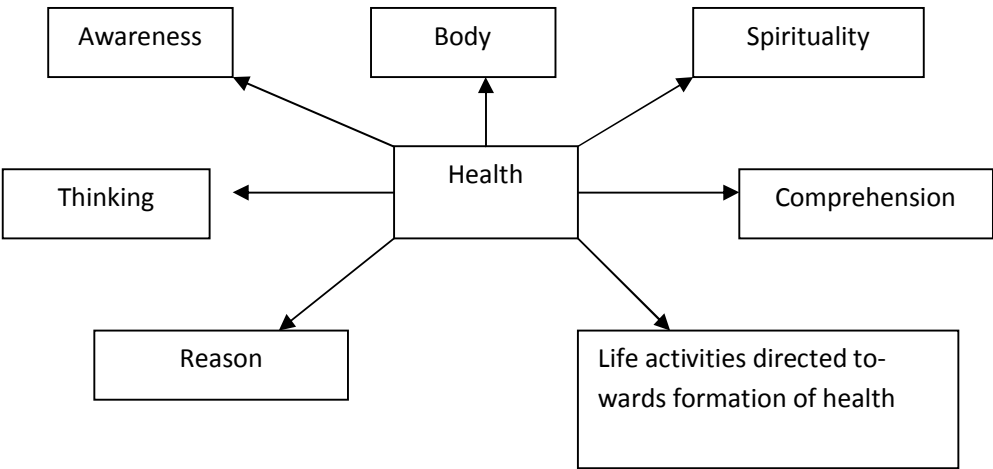 Awareness
Body
Spirituality
Health
Thinking
Comprehension
Reason
Life activities directed to-
wards formation of health